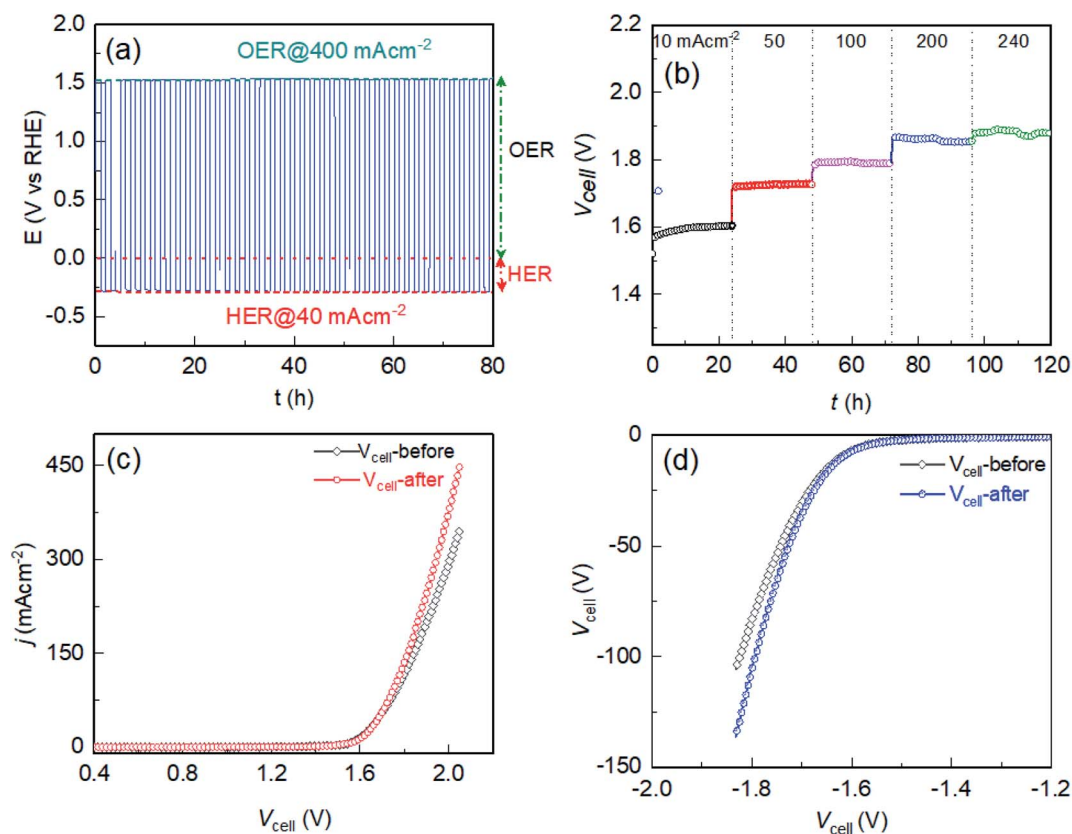 (a)
OER@400 mAcm⁻²
OER
HER
HER@40 mAcm⁻²
E (V vs RHE)
2.0
1.5
1.0
0.5
0.0
-0.5
0 20 40 60 80
t (h)
(b)
10 mAcm⁻² 50 100 200 240
Vcell (V)
2.2
2.0
1.8
1.6
1.4
0 20 40 60 80 100 120
t (h)
(c)
Vcell-before
Vcell-after
j (mAcm⁻²)
450
300
150
0
0.4 0.8 1.2 1.6 2.0
Vcell (V)
(d)
Vcell-before
Vcell-after
Vcell (V)
0
-50
-100
-150
-2.0 -1.8 -1.6 -1.4 -1.2
Vcell (V)